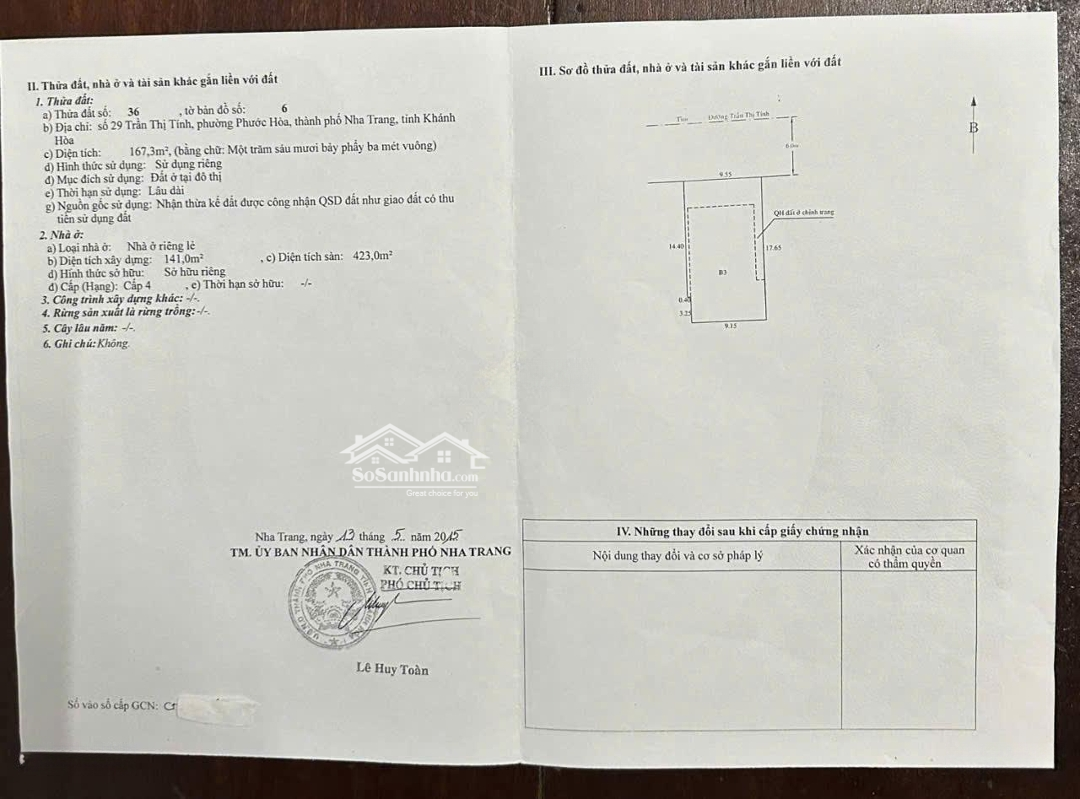 II. Thửa đất, nhà ở và tài sản khác gắn liền với đất
1. Thửa đất:
a) Thửa đất số: 36 , tờ bản đồ số: 6
b) Địa chỉ: số 29 Trần Thị Tính, phường Phước Hòa, thành phố Nha Trang, tỉnh Khánh
Hòa
c) Diện tích: 167,3m², (bằng chữ: Một trăm sáu mươi bảy phẩy ba mét vuông)
d) Hình thức sử dụng: Sử dụng riêng
đ) Mục đích sử dụng: Đất ở tại đô thị
e) Thời hạn sử dụng: Lâu dài
g) Nguồn gốc sử dụng: Nhận thừa kế đất được công nhận QSD đất như giao đất có thu
tiền sử dụng đất
2. Nhà ở:
a) Loại nhà ở: Nhà ở riêng lẻ
b) Diện tích xây dựng: 141,0m² , c) Diện tích sàn: 423,0m²
d) Hình thức sở hữu: Sở hữu riêng
đ) Cấp (Hạng): Cấp 4 , e) Thời hạn sở hữu: -/-
3. Công trình xây dựng khác: -/-.
4. Rừng sản xuất là rừng trồng: -/-.
5. Cây lâu năm: -/-
6. Ghi chú: Không.
SoSanhnha.com
Great choice for you
Nha Trang, ngày 13 tháng 5 năm 2015
TM. ỦY BAN NHÂN DÂN THÀNH PHỐ NHA TRANG
KT. CHỦ TỊCH
PHÓ CHỦ TỊCH
Lê Huy Toàn
Số vào sổ cấp GCN:
III. Sơ đồ thửa đất, nhà ở và tài sản khác gắn liền với đất
Đường Trần Thị Tính
B
6.0m
9.55
QH đất ở chỉnh trang
14.40
17.65
B3
0.40
3.25
9.15
IV. Những thay đổi sau khi cấp giấy chứng nhận
Nội dung thay đổi và cơ sở pháp lý
Xác nhận của cơ quan
có thẩm quyền